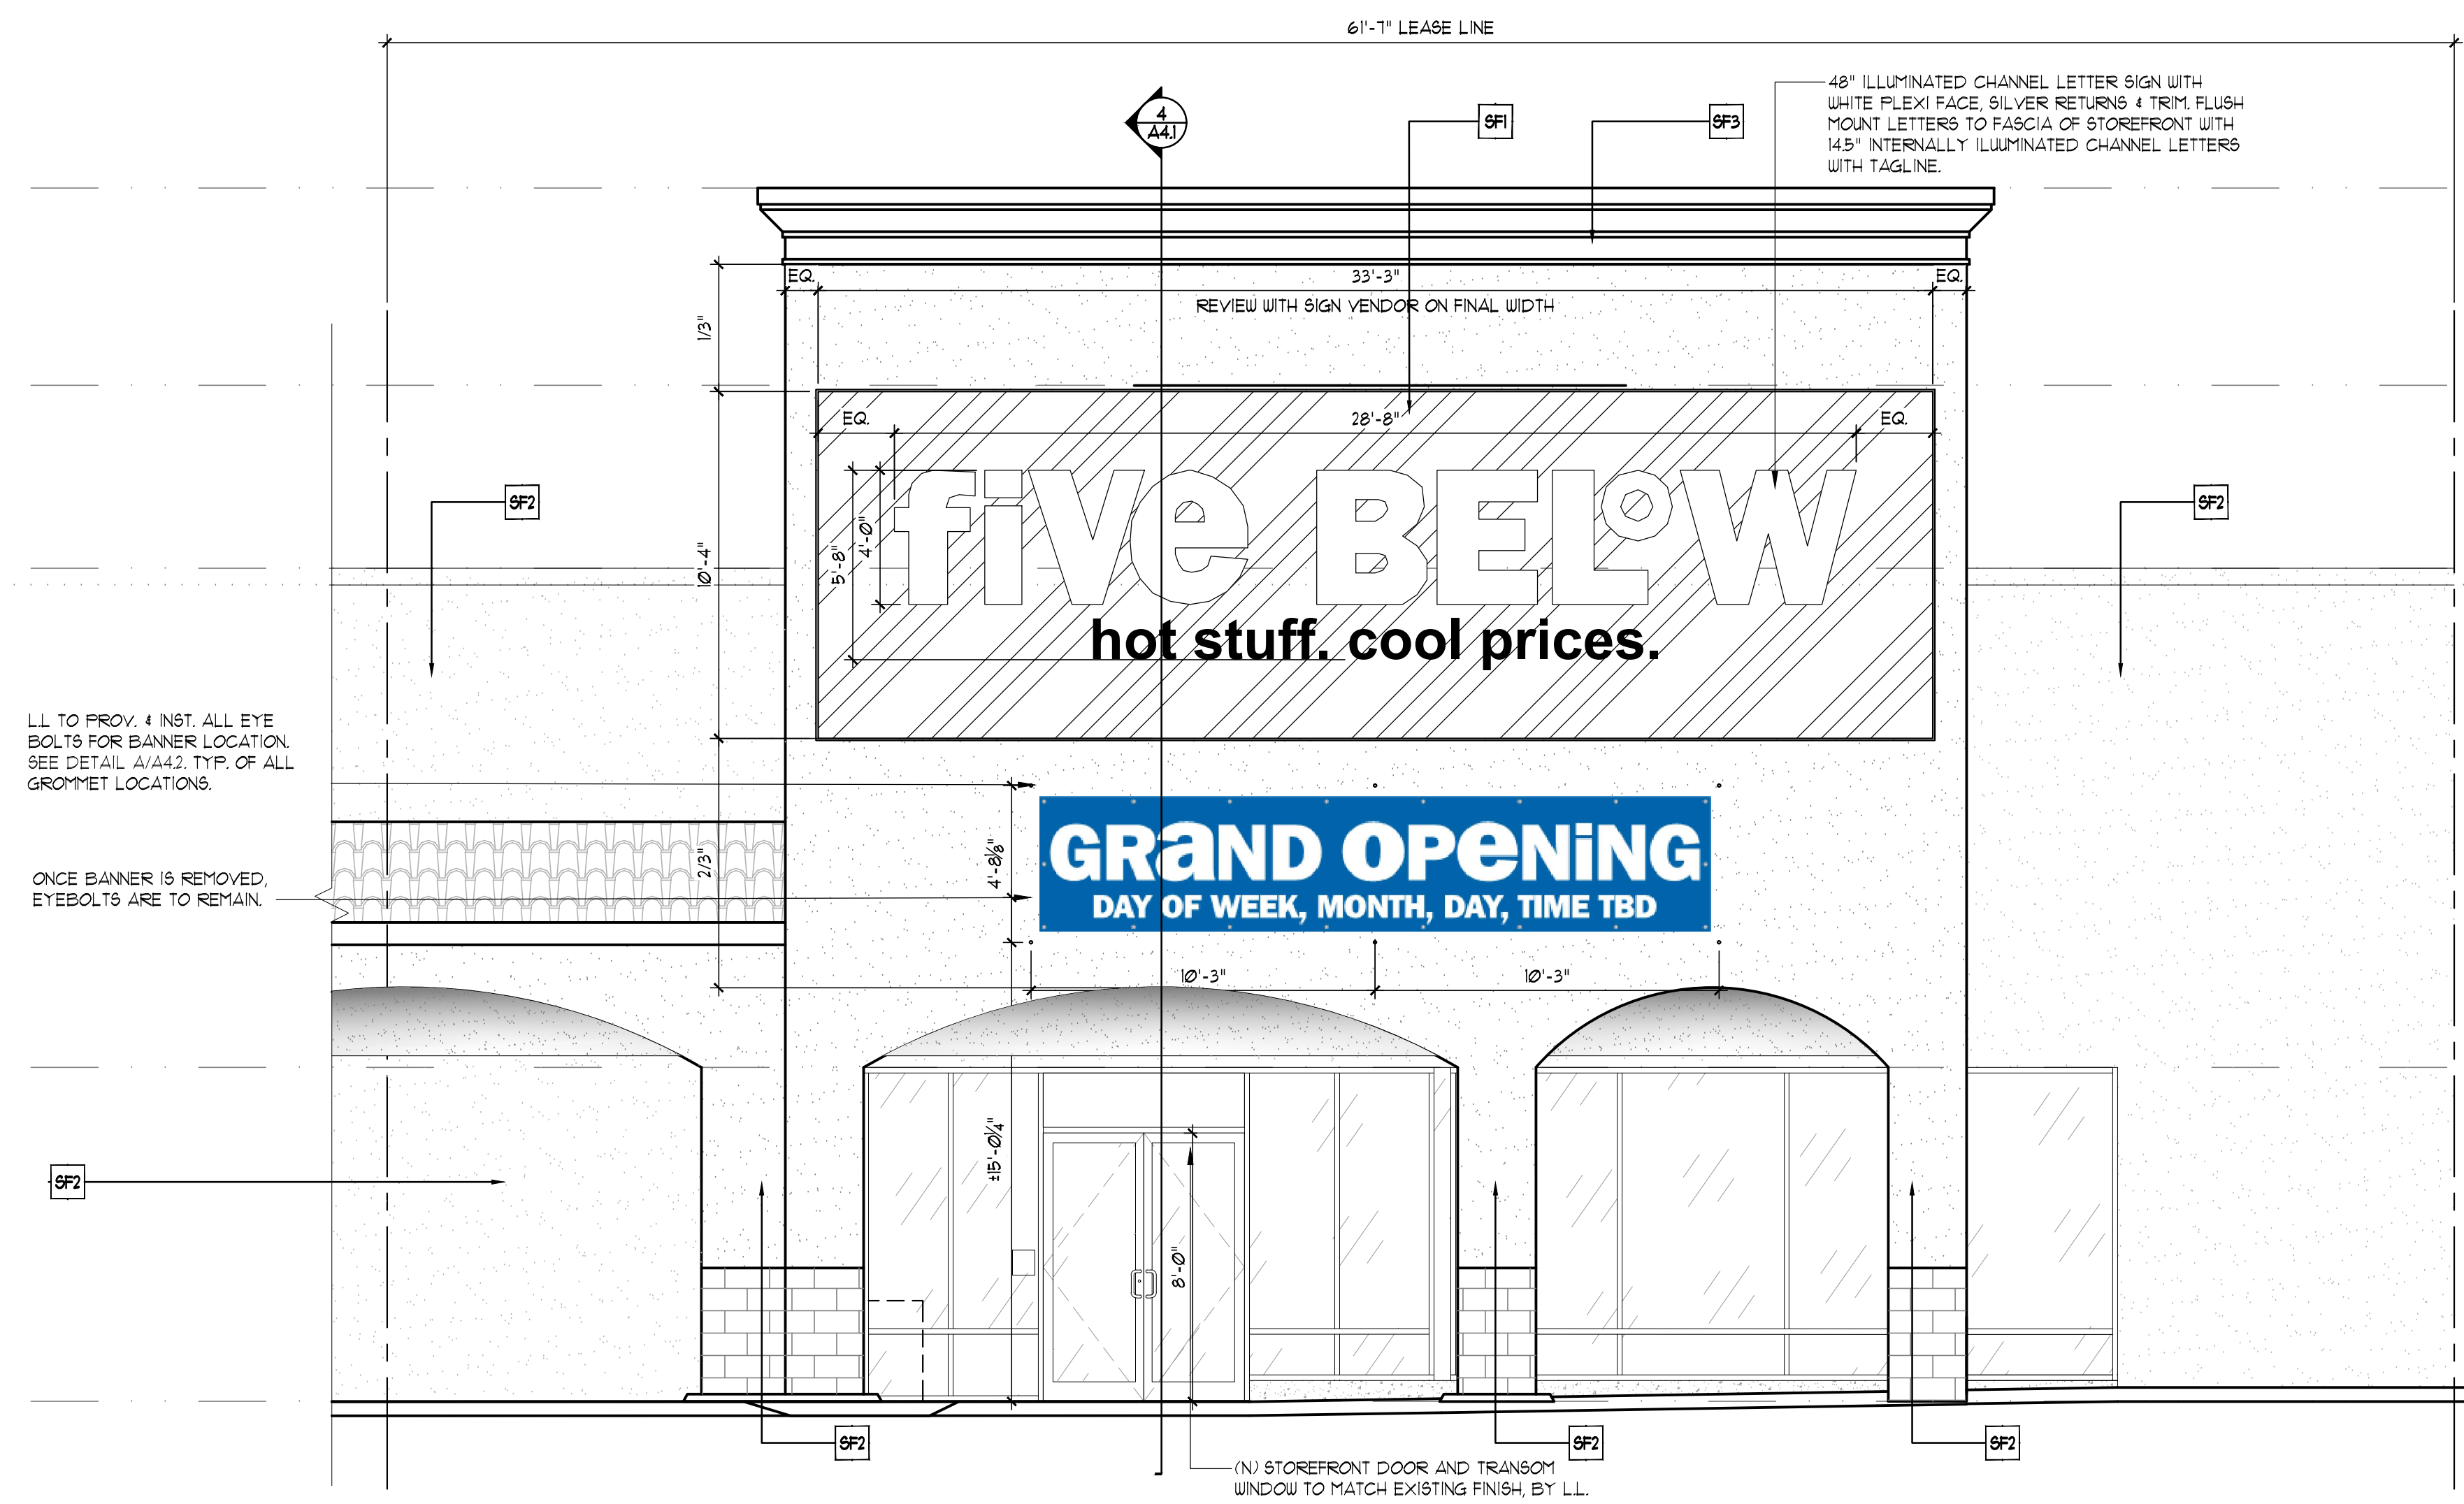 61'-7" LEASE LINE
4
A4.1
SF1
SF3
48" ILLUMINATED CHANNEL LETTER SIGN WITH
WHITE PLEXI FACE, SILVER RETURNS & TRIM. FLUSH
MOUNT LETTERS TO FASCIA OF STOREFRONT WITH
14.5" INTERNALLY ILUUMINATED CHANNEL LETTERS
WITH TAGLINE.
EQ.
33'-3"
EQ.
REVIEW WITH SIGN VENDOR ON FINAL WIDTH
1/3"
EQ.
28'-8"
EQ.
SF2
SF2
10'-4"
5'-8"
4'-0"
fiVe BELoW
hot stuff. cool prices.
L.L TO PROV. & INST. ALL EYE
BOLTS FOR BANNER LOCATION.
SEE DETAIL A/A4.2. TYP. OF ALL
GROMMET LOCATIONS.
2/3"
4'-8⅛"
GRaND OPeNiNG
DAY OF WEEK, MONTH, DAY, TIME TBD
ONCE BANNER IS REMOVED,
EYEBOLTS ARE TO REMAIN.
10'-3"
10'-3"
±15'-0¼"
SF2
8'-0"
SF2
SF2
SF2
(N) STOREFRONT DOOR AND TRANSOM
WINDOW TO MATCH EXISTING FINISH, BY L.L.